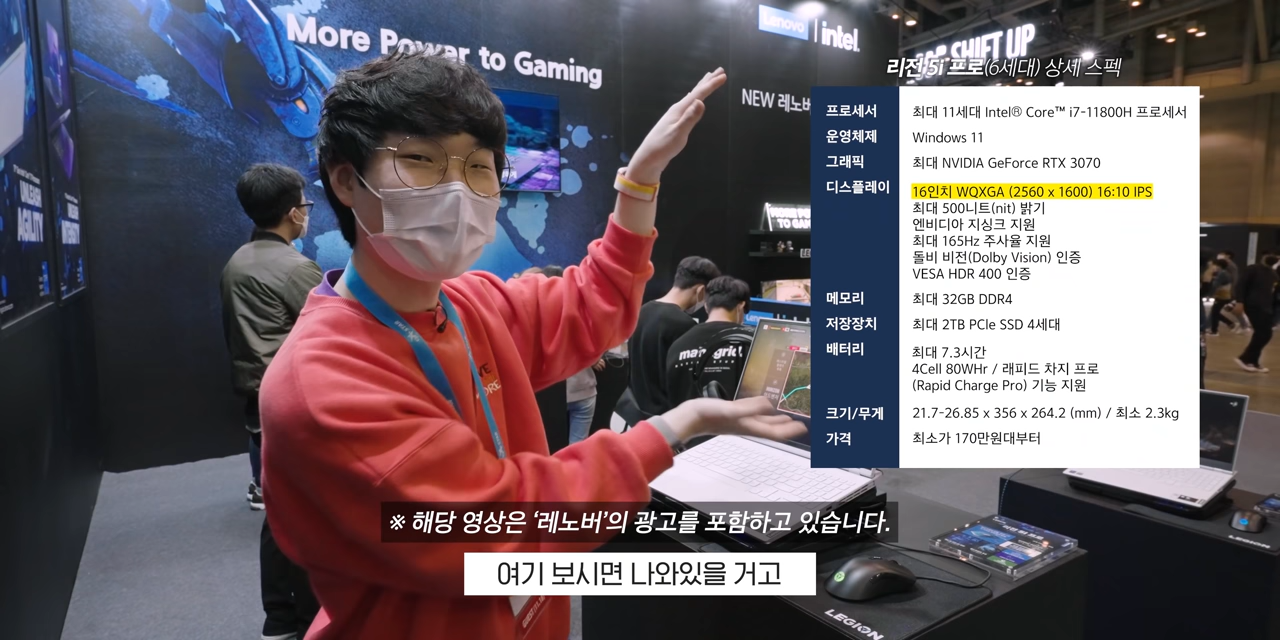 More Power to Gaming
Lenovo
intel.
SHIFT UP
NEW 레노버
UNLEASH
AGILITY
리전 5i 프로(6세대) 상세 스펙
프로세서 최대 11세대 Intel® Core™ i7-11800H 프로세서
운영체제 Windows 11
그래픽 최대 NVIDIA GeForce RTX 3070
디스플레이 16인치 WQXGA (2560 x 1600) 16:10 IPS
최대 500니트(nit) 밝기
엔비디아 지싱크 지원
최대 165Hz 주사율 지원
돌비 비전(Dolby Vision) 인증
VESA HDR 400 인증
메모리 최대 32GB DDR4
저장장치 최대 2TB PCIe SSD 4세대
배터리 최대 7.3시간
4Cell 80WHr / 래피드 차지 프로
(Rapid Charge Pro) 기능 지원
크기/무게 21.7-26.85 x 356 x 264.2 (mm) / 최소 2.3kg
가격 최소가 170만원대부터
※ 해당 영상은 ‘레노버’의 광고를 포함하고 있습니다.
여기 보시면 나와있을 거고
LEGION
LEGION